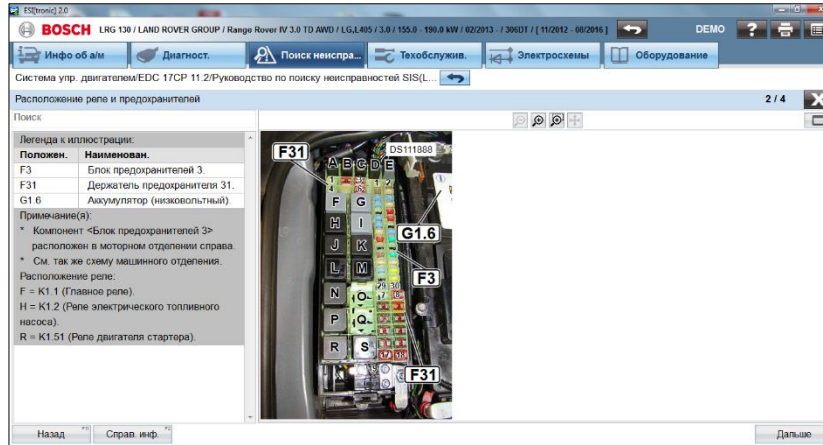 ESI[tronic] 2.0
BOSCH LRG 130 / LAND ROVER GROUP / Range Rover IV 3.0 TD AWD / LG,L405 / 3.0 / 155.0 - 190.0 kW / 02/2013 - / 306DT / [ 11/2012 - 08/2016 ] DEMO ?
Инфо об а/м Диагност. Поиск неиспра... Техобслужив. Электросхемы Оборудование
Система упр. двигателем/EDC 17CP 11.2/Руководство по поиску неисправностей SIS(L...
Расположение реле и предохранителей 2 / 4 X
Поиск
Легенда к иллюстрации:
Положен. Наименован.
F3 Блок предохранителей 3.
F31 Держатель предохранителя 31.
G1.6 Аккумулятор (низковольтный).
Примечание(я):
* Компонент <Блок предохранителей 3>
расположен в моторном отделении справа.
* См. так же схему машинного отделения.
Расположение реле:
F = K1.1 (Главное реле).
H = K1.2 (Реле электрического топливного
насоса).
R = K1.51 (Реле двигателя стартера).
F31
DS111888
A B C D E
1 2
F G
H I
G1.6
J K
F3
L M
29 30
N O
P Q
R S
17 18
F31
Назад Справ. инф. Дальше